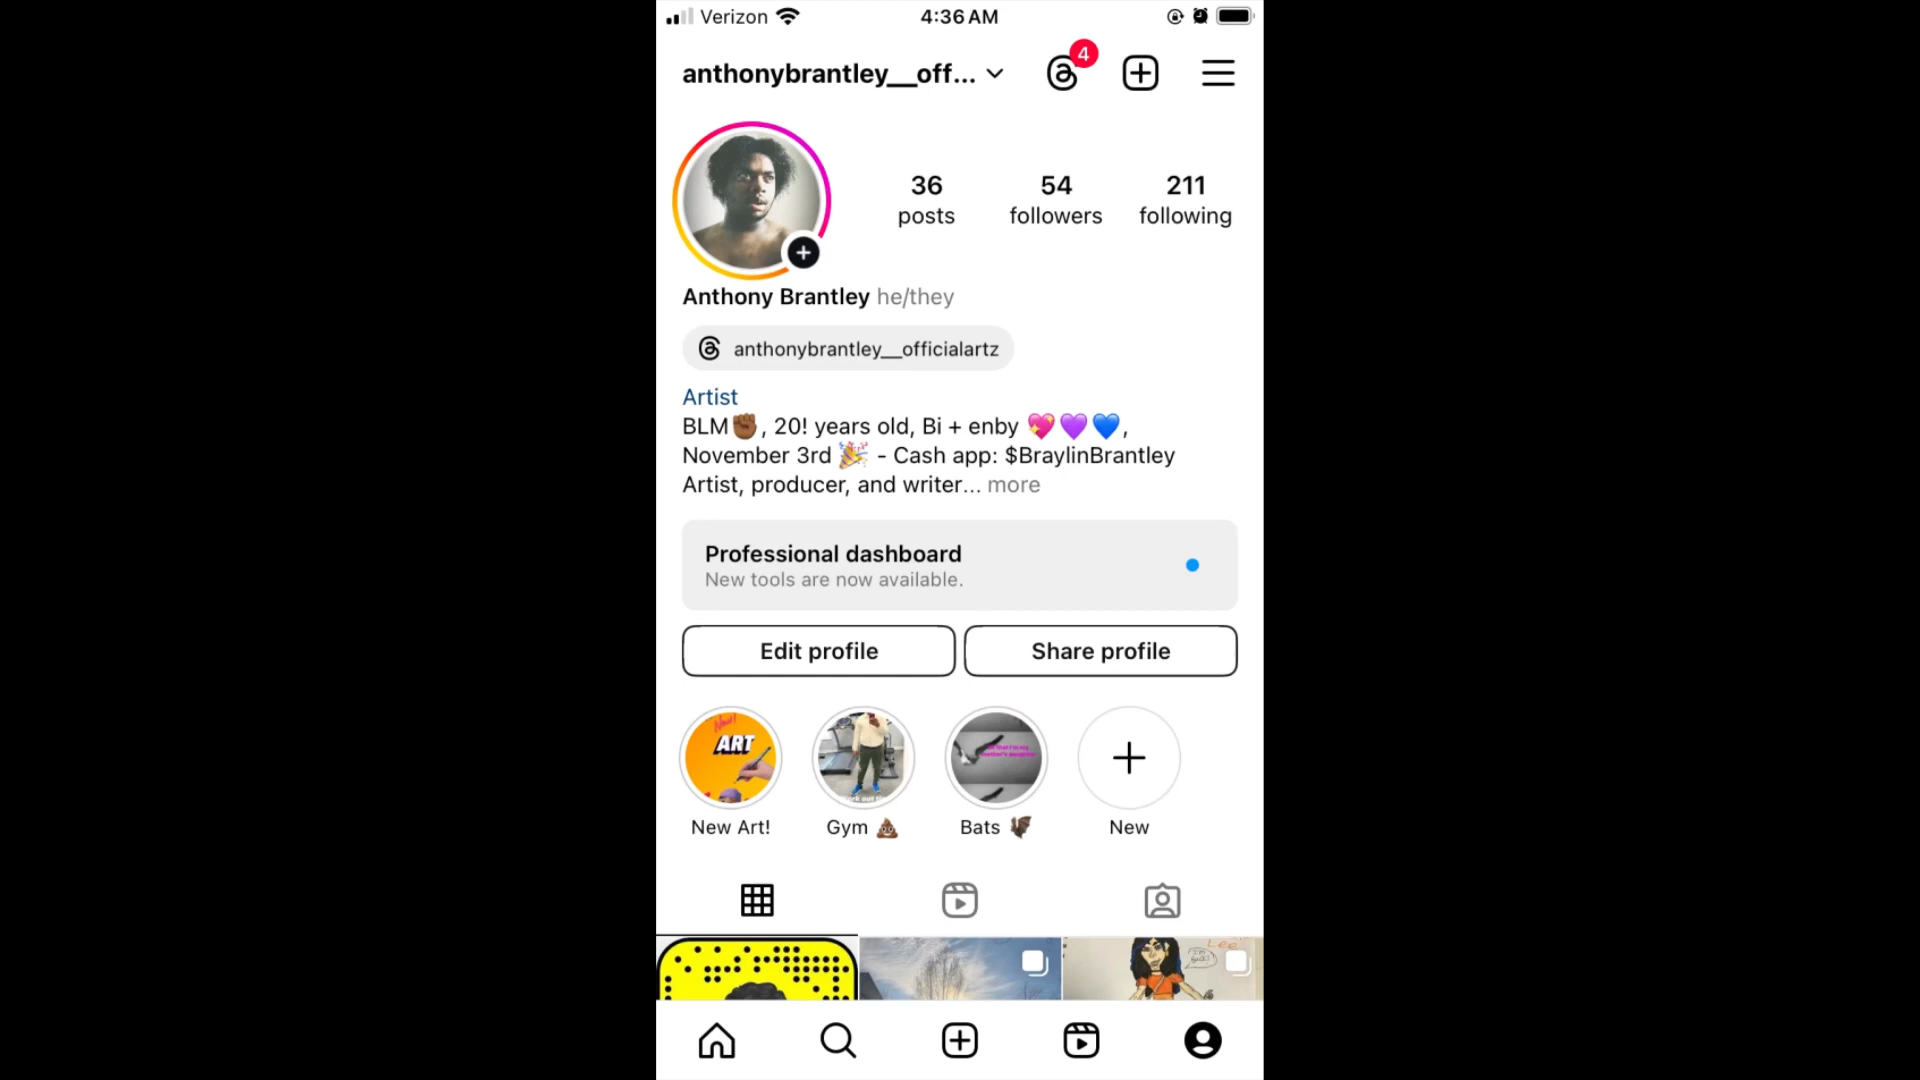 Verizon 4:36 AM
anthonybrantley__off... 4
36 54 211
posts followers following
Anthony Brantley he/they
anthonybrantley__officialartz
Artist
BLM✊🏾, 20! years old, Bi + enby 💖💜💙,
November 3rd 🎉 - Cash app: $BraylinBrantley
Artist, producer, and writer... more
Professional dashboard
New tools are now available.
Edit profile Share profile
New!
ART
New Art! Gym 💩 Bats 🦇 New
Lee